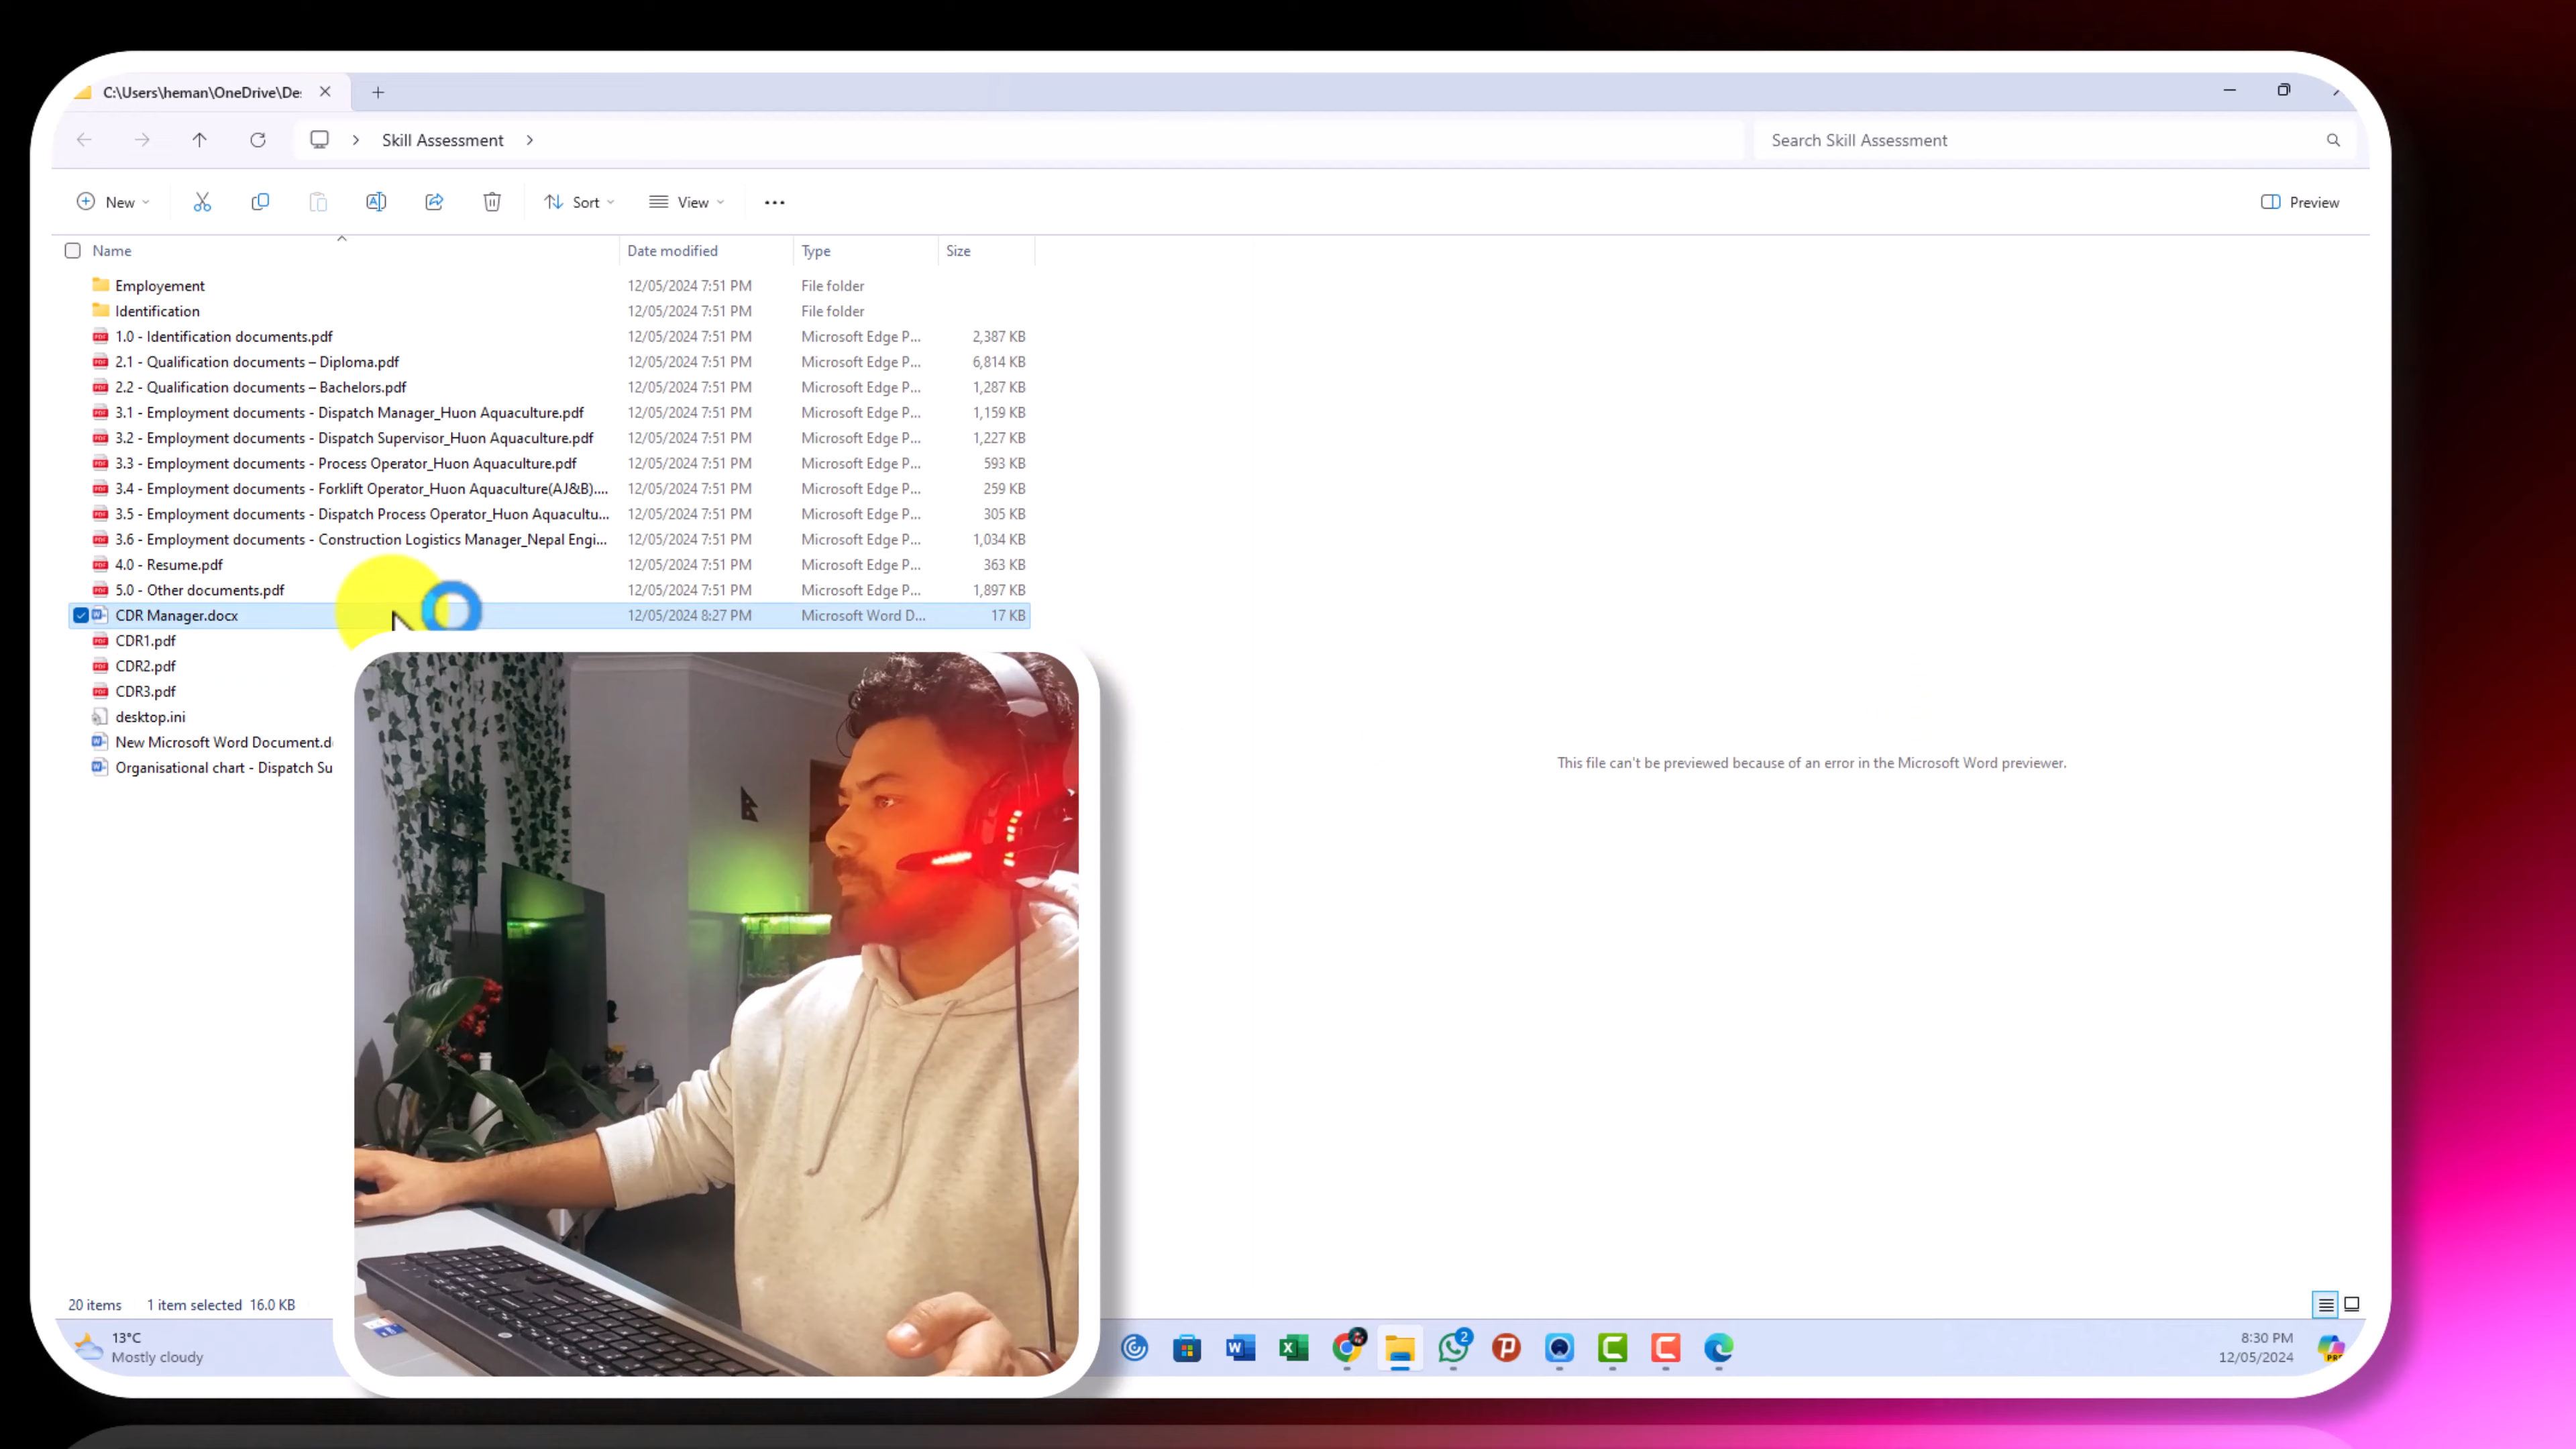 C:\Users\heman\OneDrive\De:
Skill Assessment
Search Skill Assessment
New
Sort
View
Preview
Name Date modified Type Size
Employement 12/05/2024 7:51 PM File folder
Identification 12/05/2024 7:51 PM File folder
1.0 - Identification documents.pdf 12/05/2024 7:51 PM Microsoft Edge P... 2,387 KB
2.1 - Qualification documents – Diploma.pdf 12/05/2024 7:51 PM Microsoft Edge P... 6,814 KB
2.2 - Qualification documents – Bachelors.pdf 12/05/2024 7:51 PM Microsoft Edge P... 1,287 KB
3.1 - Employment documents - Dispatch Manager_Huon Aquaculture.pdf 12/05/2024 7:51 PM Microsoft Edge P... 1,159 KB
3.2 - Employment documents - Dispatch Supervisor_Huon Aquaculture.pdf 12/05/2024 7:51 PM Microsoft Edge P... 1,227 KB
3.3 - Employment documents - Process Operator_Huon Aquaculture.pdf 12/05/2024 7:51 PM Microsoft Edge P... 593 KB
3.4 - Employment documents - Forklift Operator_Huon Aquaculture(AJ&B).... 12/05/2024 7:51 PM Microsoft Edge P... 259 KB
3.5 - Employment documents - Dispatch Process Operator_Huon Aquacultu... 12/05/2024 7:51 PM Microsoft Edge P... 305 KB
3.6 - Employment documents - Construction Logistics Manager_Nepal Engi... 12/05/2024 7:51 PM Microsoft Edge P... 1,034 KB
4.0 - Resume.pdf 12/05/2024 7:51 PM Microsoft Edge P... 363 KB
5.0 - Other documents.pdf 12/05/2024 7:51 PM Microsoft Edge P... 1,897 KB
CDR Manager.docx 12/05/2024 8:27 PM Microsoft Word D... 17 KB
CDR1.pdf
CDR2.pdf
CDR3.pdf
desktop.ini
New Microsoft Word Document.d
Organisational chart - Dispatch Su
This file can't be previewed because of an error in the Microsoft Word previewer.
20 items 1 item selected 16.0 KB
13°C
Mostly cloudy
2
8:30 PM
12/05/2024